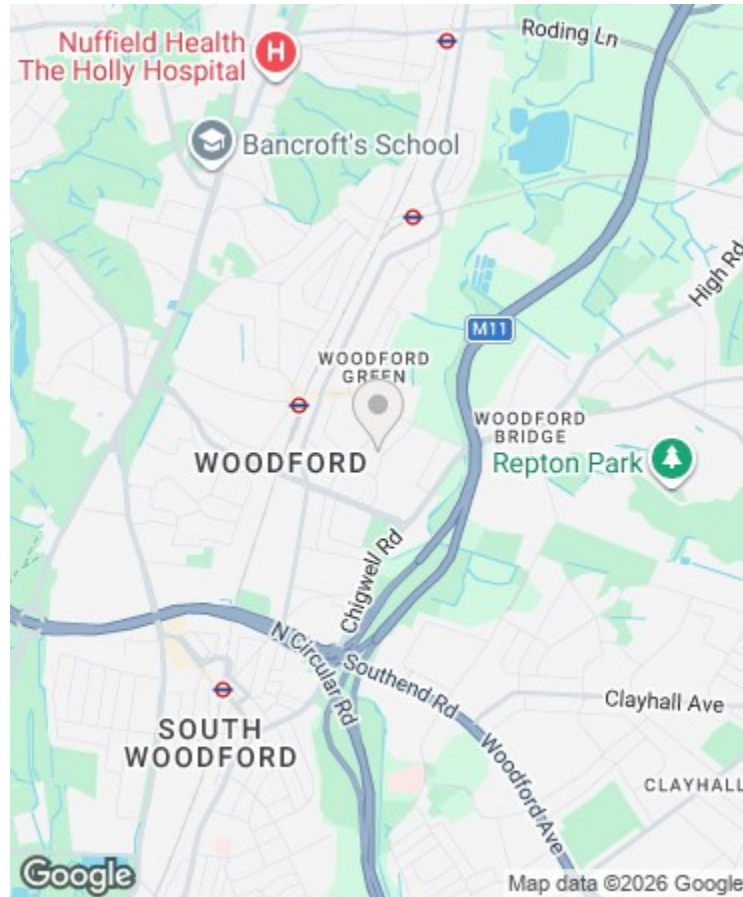 Roding Ln
Nuffield Health
The Holly Hospital
H
Bancroft's School
High Rd
M11
WOODFORD
GREEN
WOODFORD
BRIDGE
WOODFORD
Repton Park
Chigwell Rd
N Circular Rd
Southend Rd
Woodford Ave
Clayhall Ave
SOUTH
WOODFORD
CLAYHALL
Google
Map data ©2026 Google